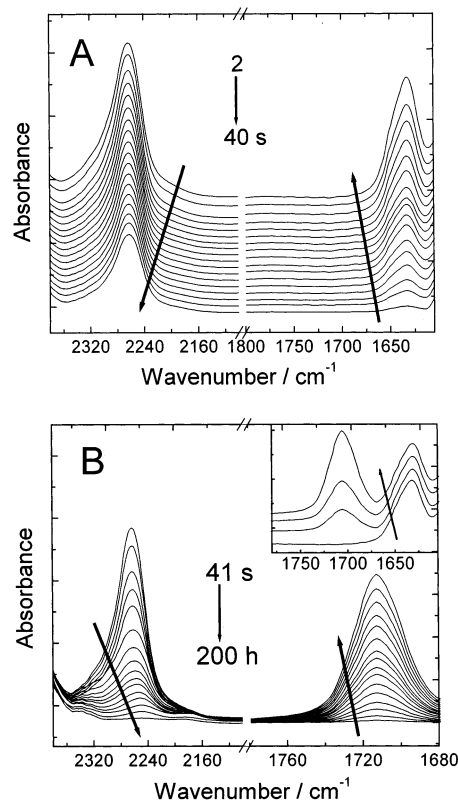 A
2
40 s
Absorbance
2320 2240 2160 1800 1750 1700 1650
Wavenumber / cm-1
B
41 s
200 h
1750 1700 1650
Absorbance
2320 2240 2160 1760 1720 1680
Wavenumber / cm-1